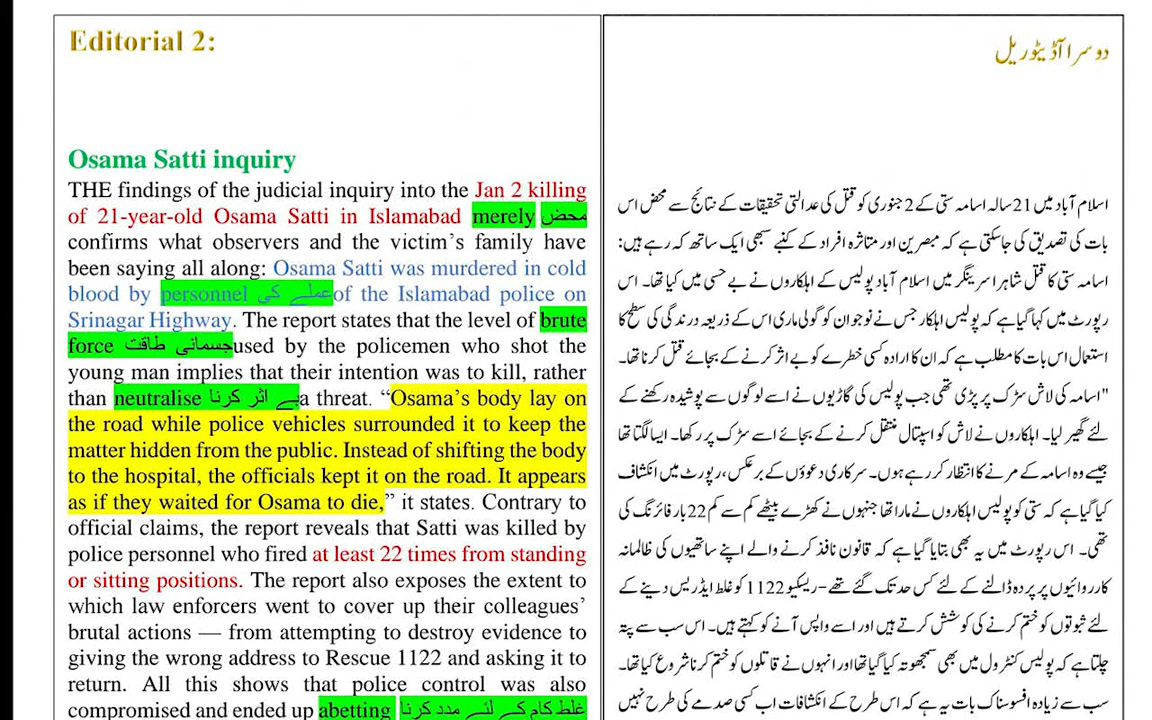 Editorial 2:
Osama Satti inquiry
THE findings of the judicial inquiry into the Jan 2 killing
of 21-year-old Osama Satti in Islamabad merely محض
confirms what observers and the victim’s family have
been saying all along: Osama Satti was murdered in cold
blood by personnel عملے کی of the Islamabad police on
Srinagar Highway. The report states that the level of brute
force جسمانی طاقت used by the policemen who shot the
young man implies that their intention was to kill, rather
than neutralise بے اثر کرنا a threat. “Osama’s body lay on
the road while police vehicles surrounded it to keep the
matter hidden from the public. Instead of shifting the body
to the hospital, the officials kept it on the road. It appears
as if they waited for Osama to die,” it states. Contrary to
official claims, the report reveals that Satti was killed by
police personnel who fired at least 22 times from standing
or sitting positions. The report also exposes the extent to
which law enforcers went to cover up their colleagues’
brutal actions — from attempting to destroy evidence to
giving the wrong address to Rescue 1122 and asking it to
return. All this shows that police control was also
compromised and ended up abetting غلط کام کے لئے مدد کرنا
دوسرا آڈیٹوریل
اسلام آباد میں 21 سالہ اسامہ ستی کے 2 جنوری کو قتل کی عدالتی تحقیقات کے نتائج سے محض اس
بات کی تصدیق کی جاسکتی ہے کہ مبصرین اور متاثرہ افراد کے کنبے سبھی ایک ساتھ کہہ رہے ہیں:
اسامہ ستی کا قتل شاہراہ سرینگر میں اسلام آباد پولیس کے اہلکاروں نے بے حسی میں کیا تھا۔ اس
رپورٹ میں کہا گیا ہے کہ پولیس اہلکار جس نے نوجوان کو گولی ماری اس کے ذریعہ درندگی کی سطح کا
استعمال اس بات کا مطلب ہے کہ ان کا ارادہ کسی خطرے کو بے اثر کرنے کے بجائے قتل کرنا تھا۔
"اسامہ کی لاش سڑک پر پڑی تھی جب پولیس کی گاڑیوں نے اسے لوگوں سے پوشیدہ رکھنے کے
لئے گھیر لیا۔ اہلکاروں نے لاش کو اسپتال منتقل کرنے کے بجائے اسے سڑک پر رکھا۔ ایسا لگتا تھا
جیسے وہ اسامہ کے مرنے کا انتظار کر رہے ہوں۔ سرکاری دعوؤں کے برعکس، رپورٹ میں انکشاف
کیا گیا ہے کہ ستی کو پولیس اہلکاروں نے مارا تھا جنہوں نے کھڑے بیٹھے کم سے کم 22 بار فائرنگ کی
تھی۔ اس رپورٹ میں یہ بھی بتایا گیا ہے کہ قانون نافذ کرنے والے اپنے ساتھیوں کی ظالمانہ
کارروائیوں پر پردہ ڈالنے کے لئے کس حد تک گئے تھے - ریسکیو 1122 کو غلط ایڈریس دینے کے
لئے ثبوتوں کو ختم کرنے کی کوشش کرتے ہیں اور اسے واپس آنے کو کہتے ہیں۔ اس سب سے پتہ
چلتا ہے کہ پولیس کنٹرول میں بھی سمجھوتہ کیا گیا تھا اور انہوں نے قاتلوں کو ختم کرنا شروع کیا تھا۔
سب سے زیادہ افسوسناک بات یہ ہے کہ اس طرح کے انکشافات اب کسی صدمے کی طرح نہیں